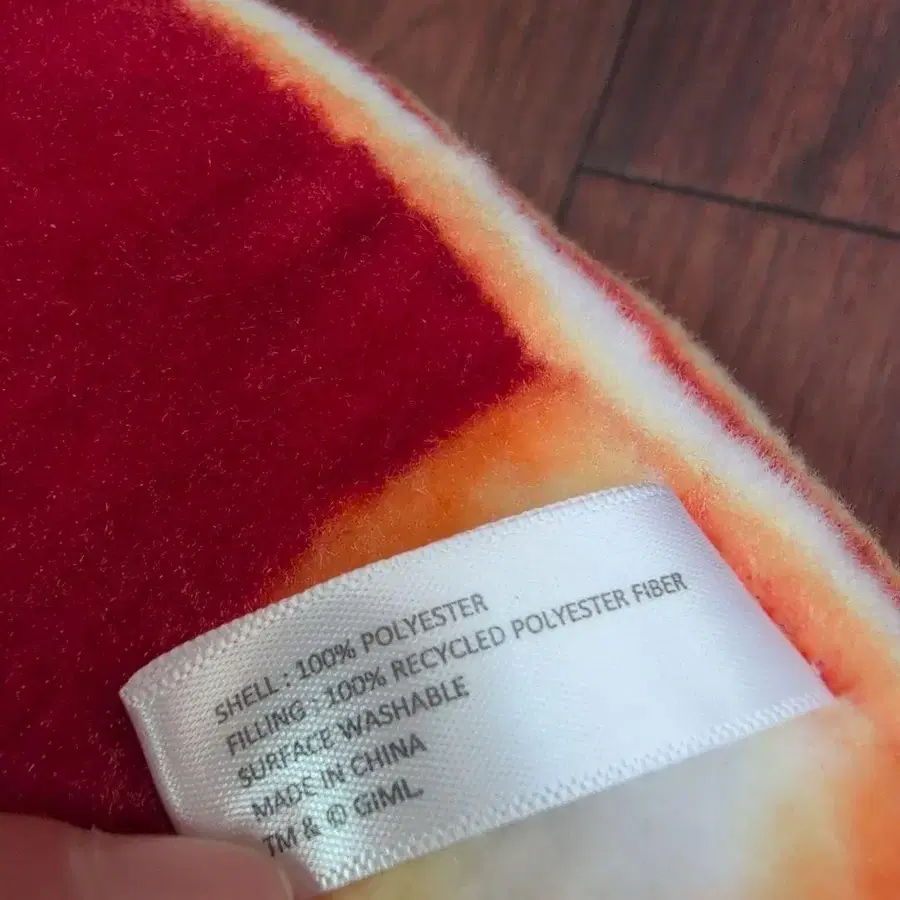 SHELL : 100% POLYESTER
FILLING : 100% RECYCLED POLYESTER FIBER
SURFACE WASHABLE
MADE IN CHINA
TM & © GIML.